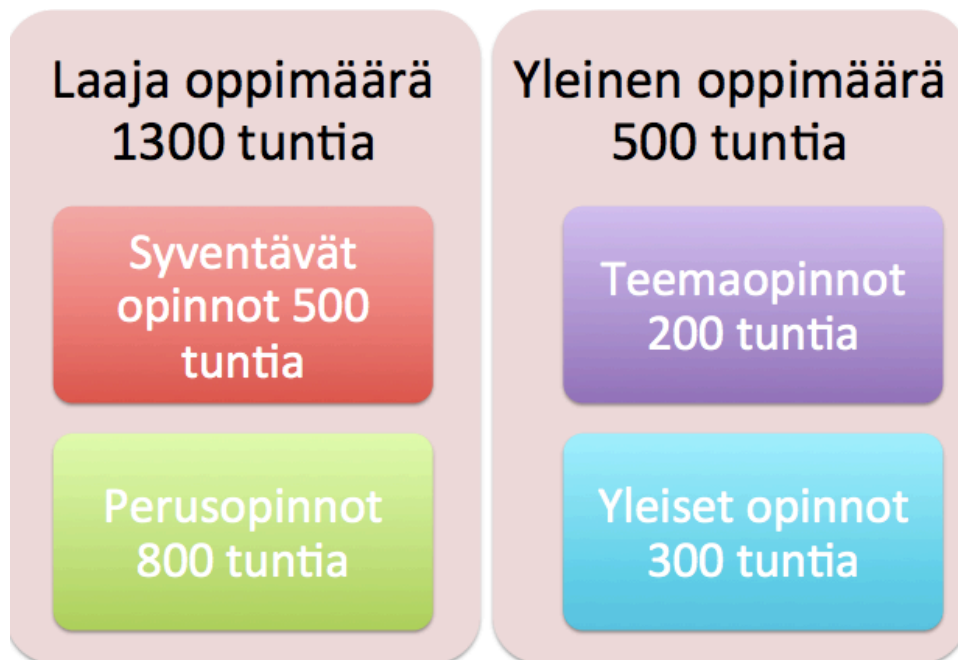 Laaja oppimäärä
1300 tuntia
Syventävät
opinnot 500
tuntia
Perusopinnot
800 tuntia
Yleinen oppimäärä
500 tuntia
Teemaopinnot
200 tuntia
Yleiset opinnot
300 tuntia